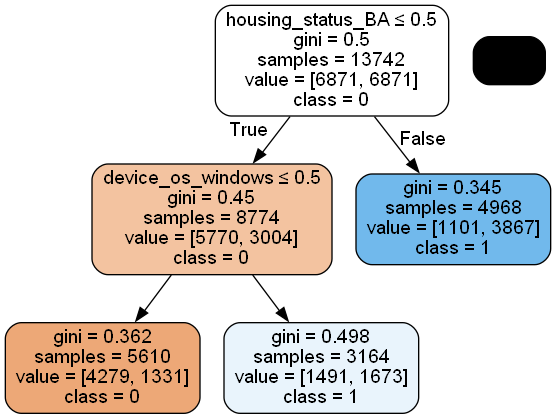 housing_status_BA ≤ 0.5
gini = 0.5
samples = 13742
value = [6871, 6871]
class = 0
True
False
device_os_windows ≤ 0.5
gini = 0.45
samples = 8774
value = [5770, 3004]
class = 0
gini = 0.345
samples = 4968
value = [1101, 3867]
class = 1
gini = 0.362
samples = 5610
value = [4279, 1331]
class = 0
gini = 0.498
samples = 3164
value = [1491, 1673]
class = 1